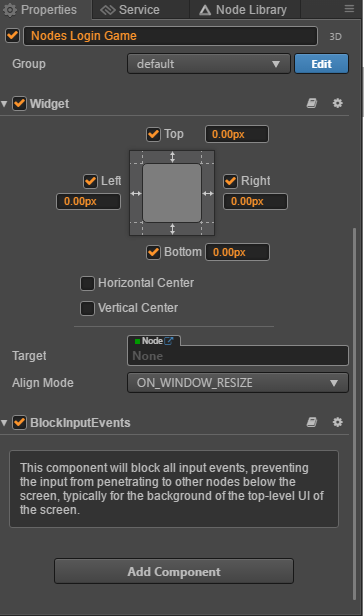 Properties Service Node Library
Nodes Login Game 3D
Group default Edit
Widget
Top 0.00px
Left Right
0.00px 0.00px
Bottom 0.00px
Horizontal Center
Vertical Center
Node
Target None
Align Mode ON_WINDOW_RESIZE
BlockInputEvents
This component will block all input events, preventing
the input from penetrating to other nodes below the
screen, typically for the background of the top-level UI of
the screen.
Add Component